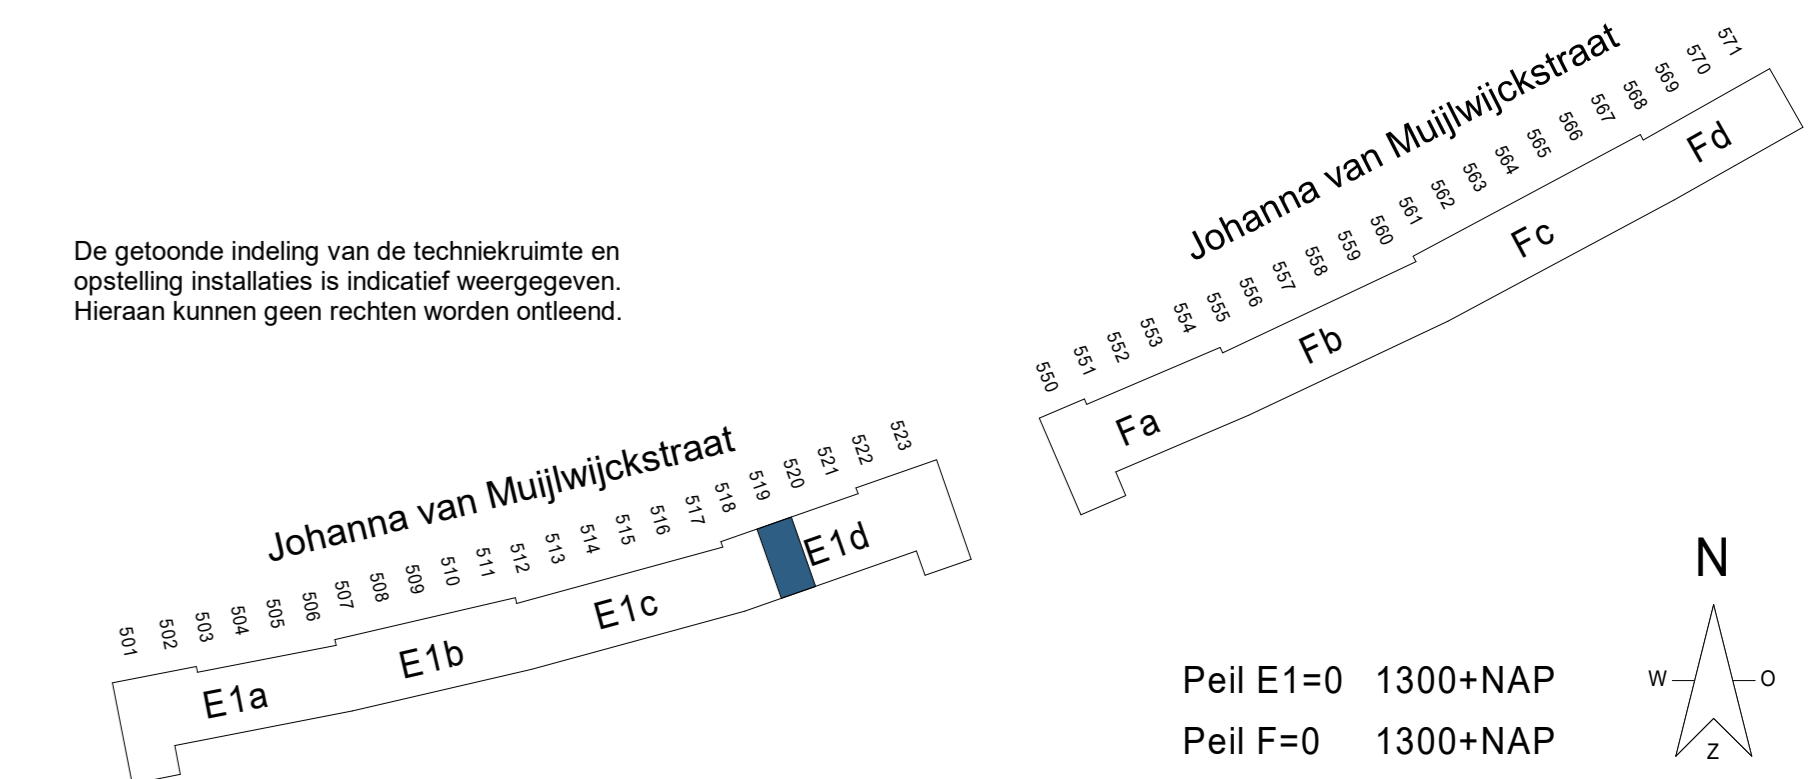 Johanna van Muijlwijckstraat
550 551 552 553 554 555 556 557 558 559 560 561 562 563 564 565 566 567 568 569 570 571
Fa Fb Fc Fd
De getoonde indeling van de techniekruimte en
opstelling installaties is indicatief weergegeven.
Hieraan kunnen geen rechten worden ontleend.
Johanna van Muijlwijckstraat
501 502 503 504 505 506 507 508 509 510 511 512 513 514 515 516 517 518 519 520 521 522 523
E1a E1b E1c E1d
N
W O
Z
Peil E1=0 1300+NAP
Peil F=0 1300+NAP